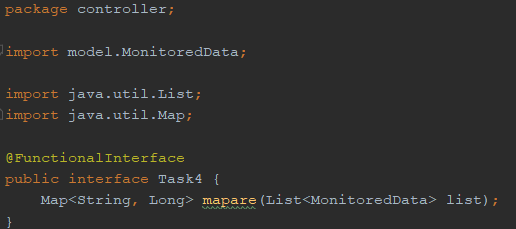 package controller;
import model.MonitoredData;
import java.util.List;
import java.util.Map;
@FunctionalInterface
public interface Task4 {
    Map<String, Long> mapare(List<MonitoredData> list);
}